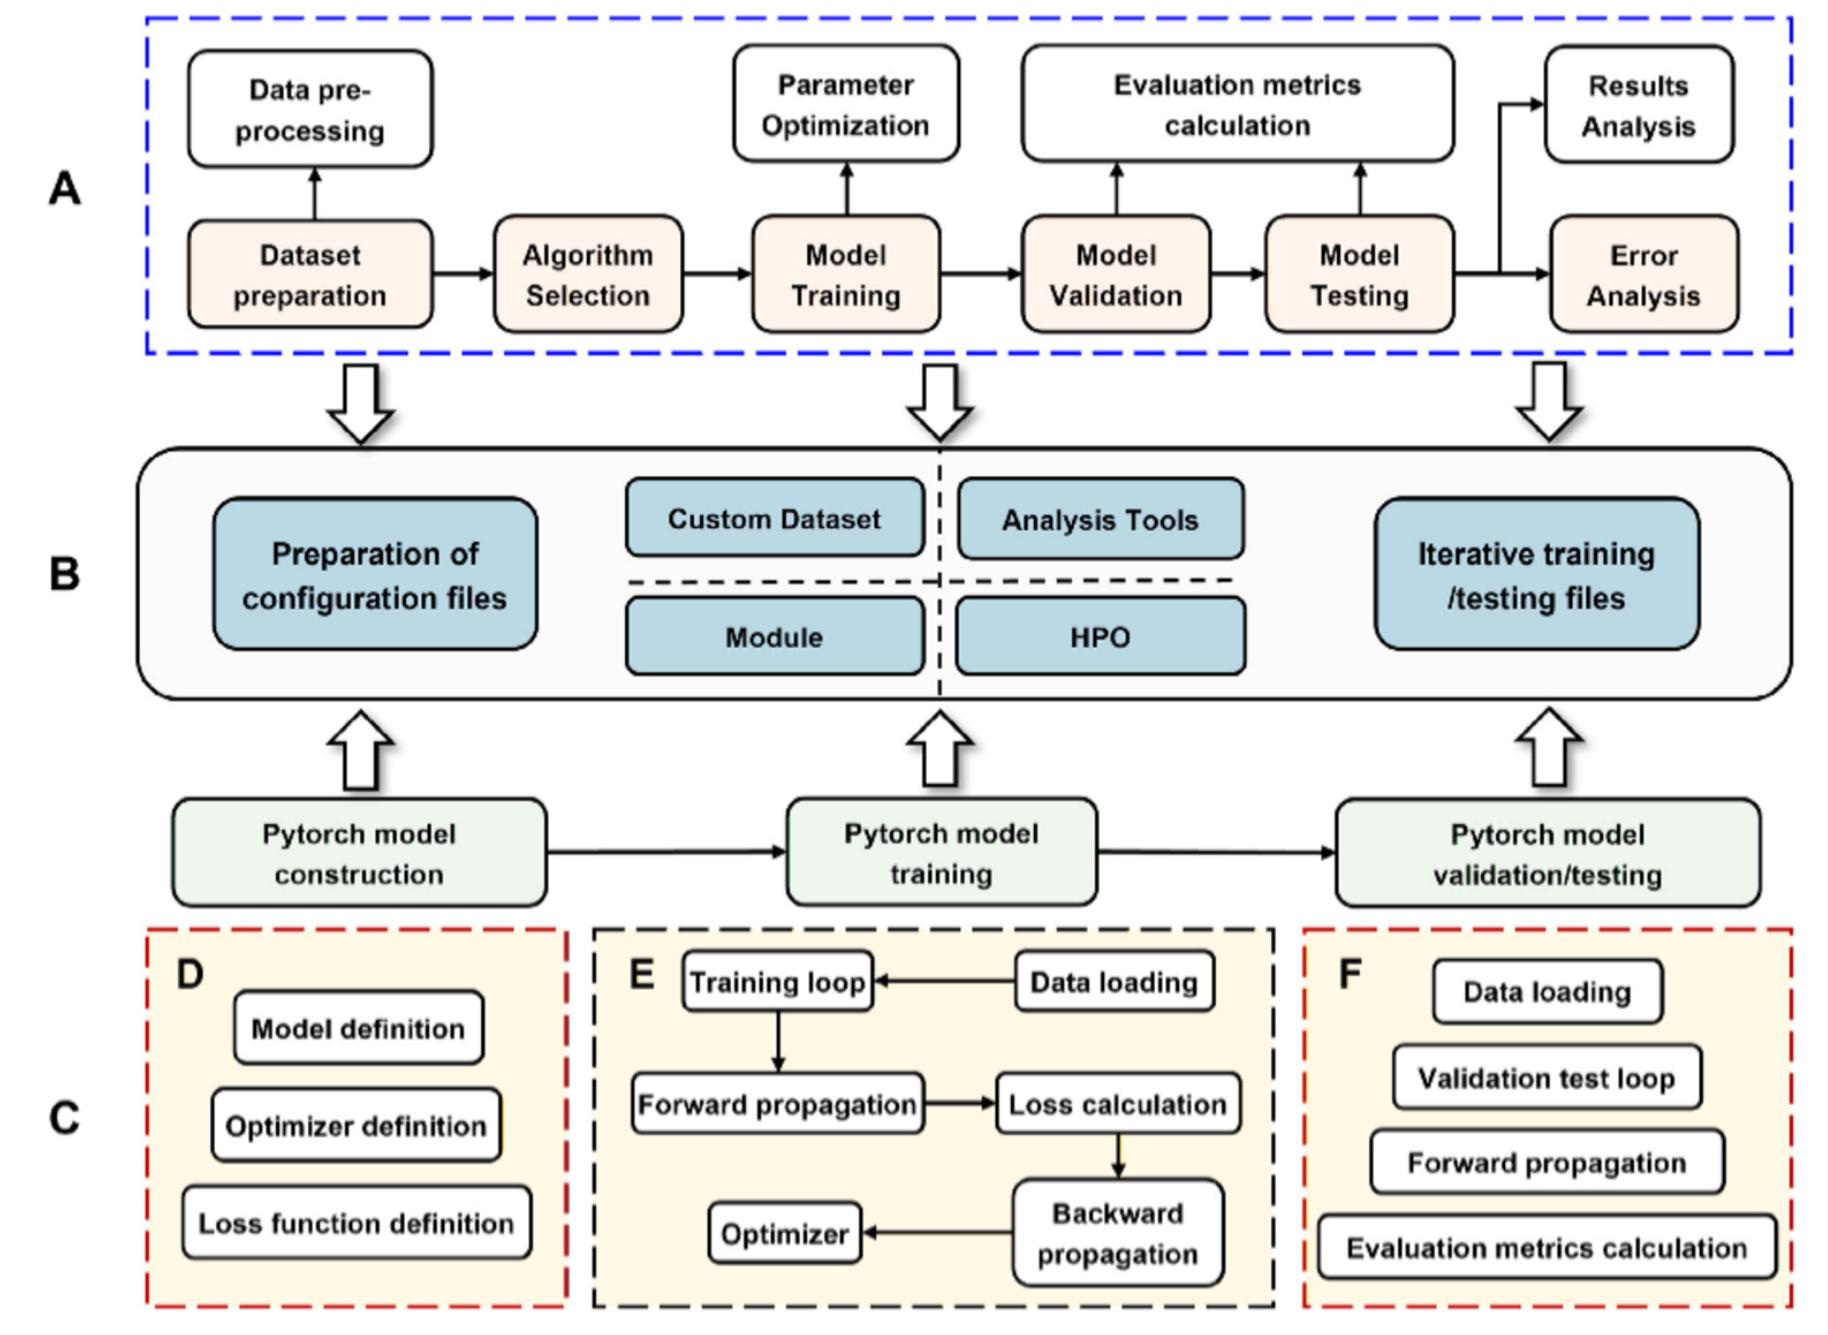 A
Data pre-
processing
Parameter
Optimization
Evaluation metrics
calculation
Results
Analysis
Dataset
preparation
Algorithm
Selection
Model
Training
Model
Validation
Model
Testing
Error
Analysis
B
Preparation of
configuration files
Custom Dataset
Analysis Tools
Module
HPO
Iterative training
/testing files
Pytorch model
construction
Pytorch model
training
Pytorch model
validation/testing
C
D
Model definition
Optimizer definition
Loss function definition
E
Training loop
Data loading
Forward propagation
Loss calculation
Optimizer
Backward
propagation
F
Data loading
Validation test loop
Forward propagation
Evaluation metrics calculation